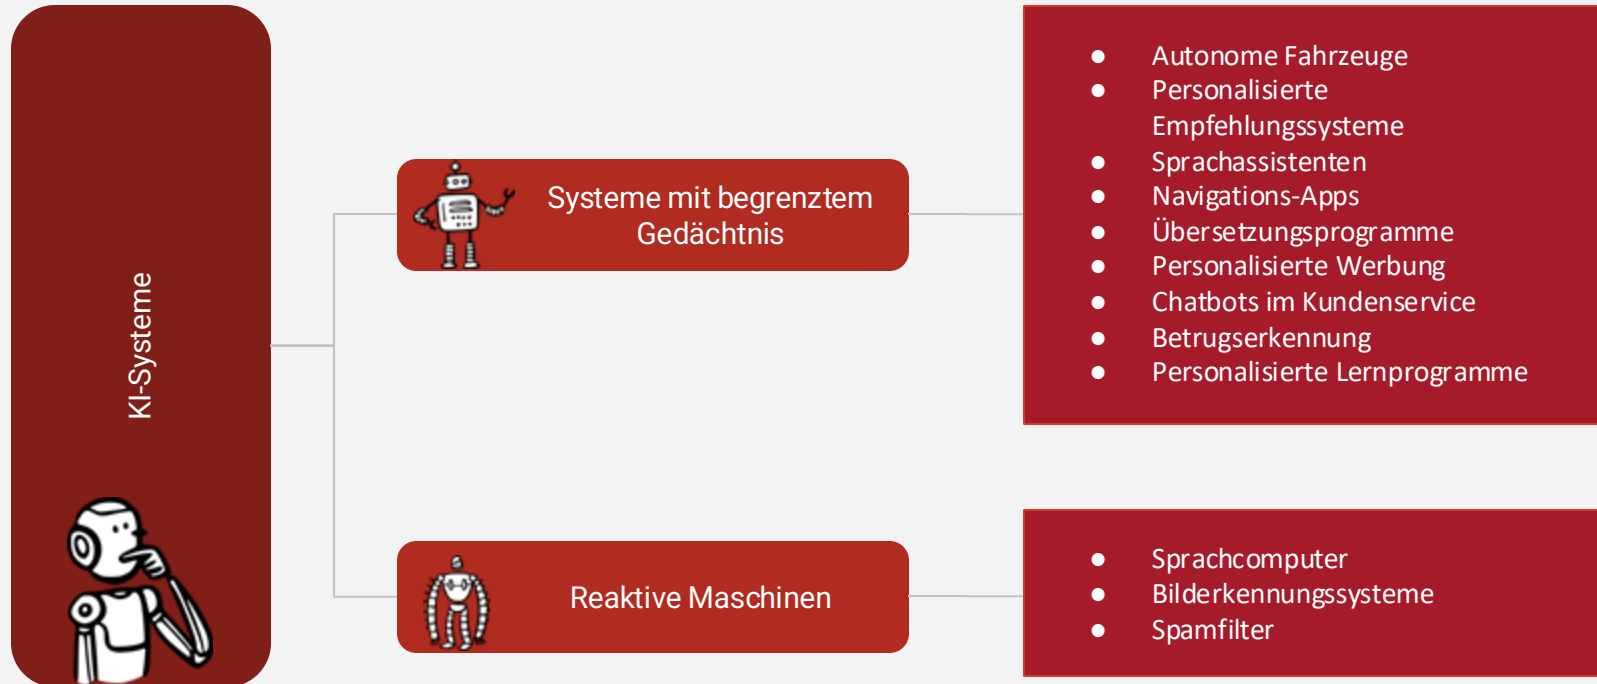 KI-Systeme
Systeme mit begrenztem
Gedächtnis
● Autonome Fahrzeuge
● Personalisierte
Empfehlungssysteme
● Sprachassistenten
● Navigations-Apps
● Übersetzungsprogramme
● Personalisierte Werbung
● Chatbots im Kundenservice
● Betrugserkennung
● Personalisierte Lernprogramme
Reaktive Maschinen
● Sprachcomputer
● Bilderkennungssysteme
● Spamfilter